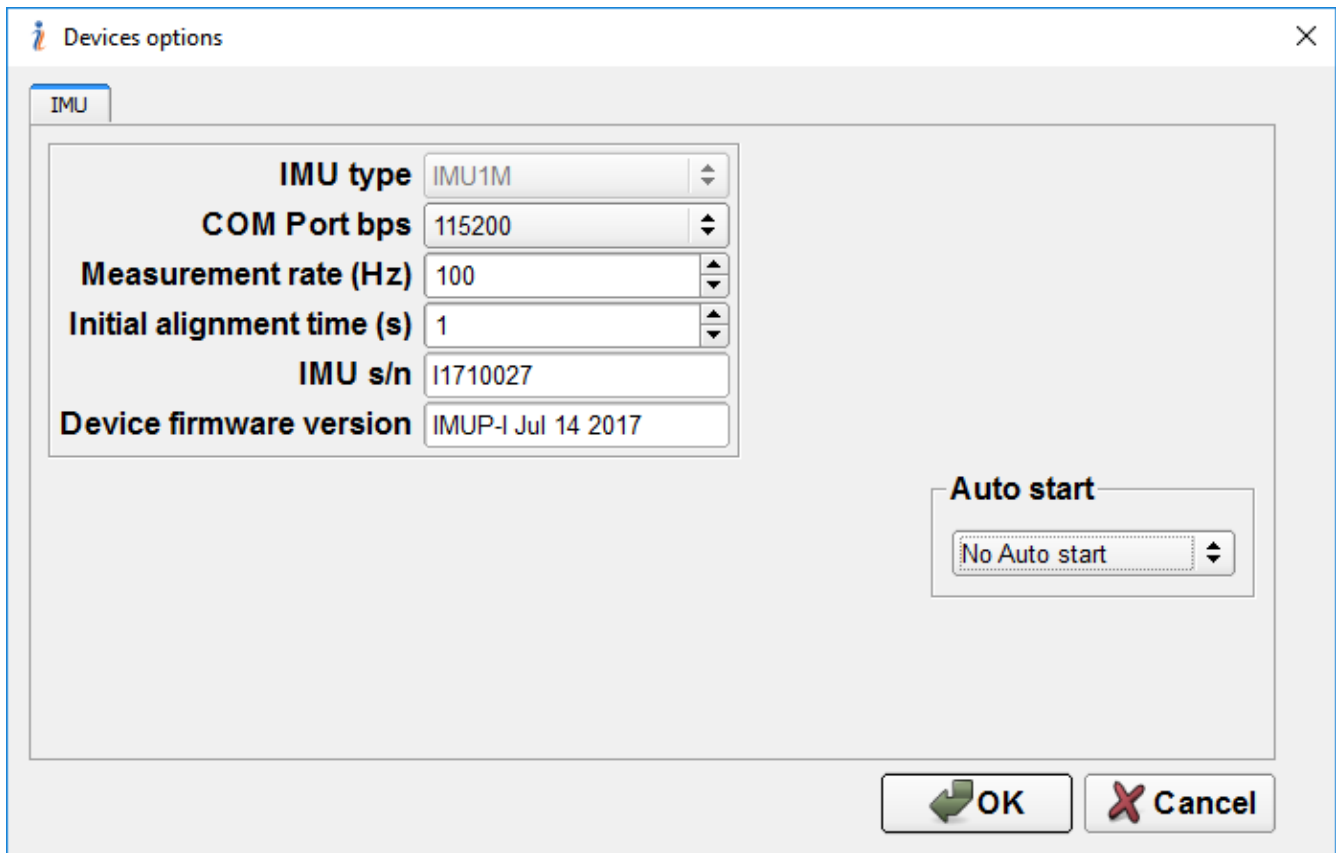 Devices options
IMU
IMU type IMU1M
COM Port bps 115200
Measurement rate (Hz) 100
Initial alignment time (s) 1
IMU s/n I1710027
Device firmware version IMUP-I Jul 14 2017
Auto start
No Auto start
OK Cancel